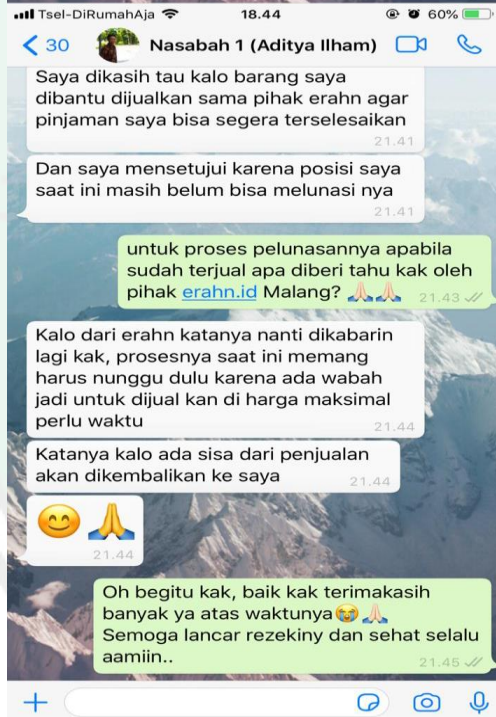 Tsel-DiRumahAja 18.44 60%
30 Nasabah 1 (Aditya Ilham)
Saya dikasih tau kalo barang saya
dibantu dijualkan sama pihak erahn agar
pinjaman saya bisa segera terselesaikan
21.41
Dan saya mensetujui karena posisi saya
saat ini masih belum bisa melunasi nya
21.41
untuk proses pelunasannya apabila
sudah terjual apa diberi tahu kak oleh
pihak erahn.id Malang? 🙏🏻🙏🏻 21.43
Kalo dari erahn katanya nanti dikabarin
lagi kak, prosesnya saat ini memang
harus nunggu dulu karena ada wabah
jadi untuk dijual kan di harga maksimal
perlu waktu 21.44
Katanya kalo ada sisa dari penjualan
akan dikembalikan ke saya 21.44
😊🙏
21.44
Oh begitu kak, baik kak terimakasih
banyak ya atas waktunya😭🙏🏻
Semoga lancar rezekiny dan sehat selalu
aamiin.. 21.45